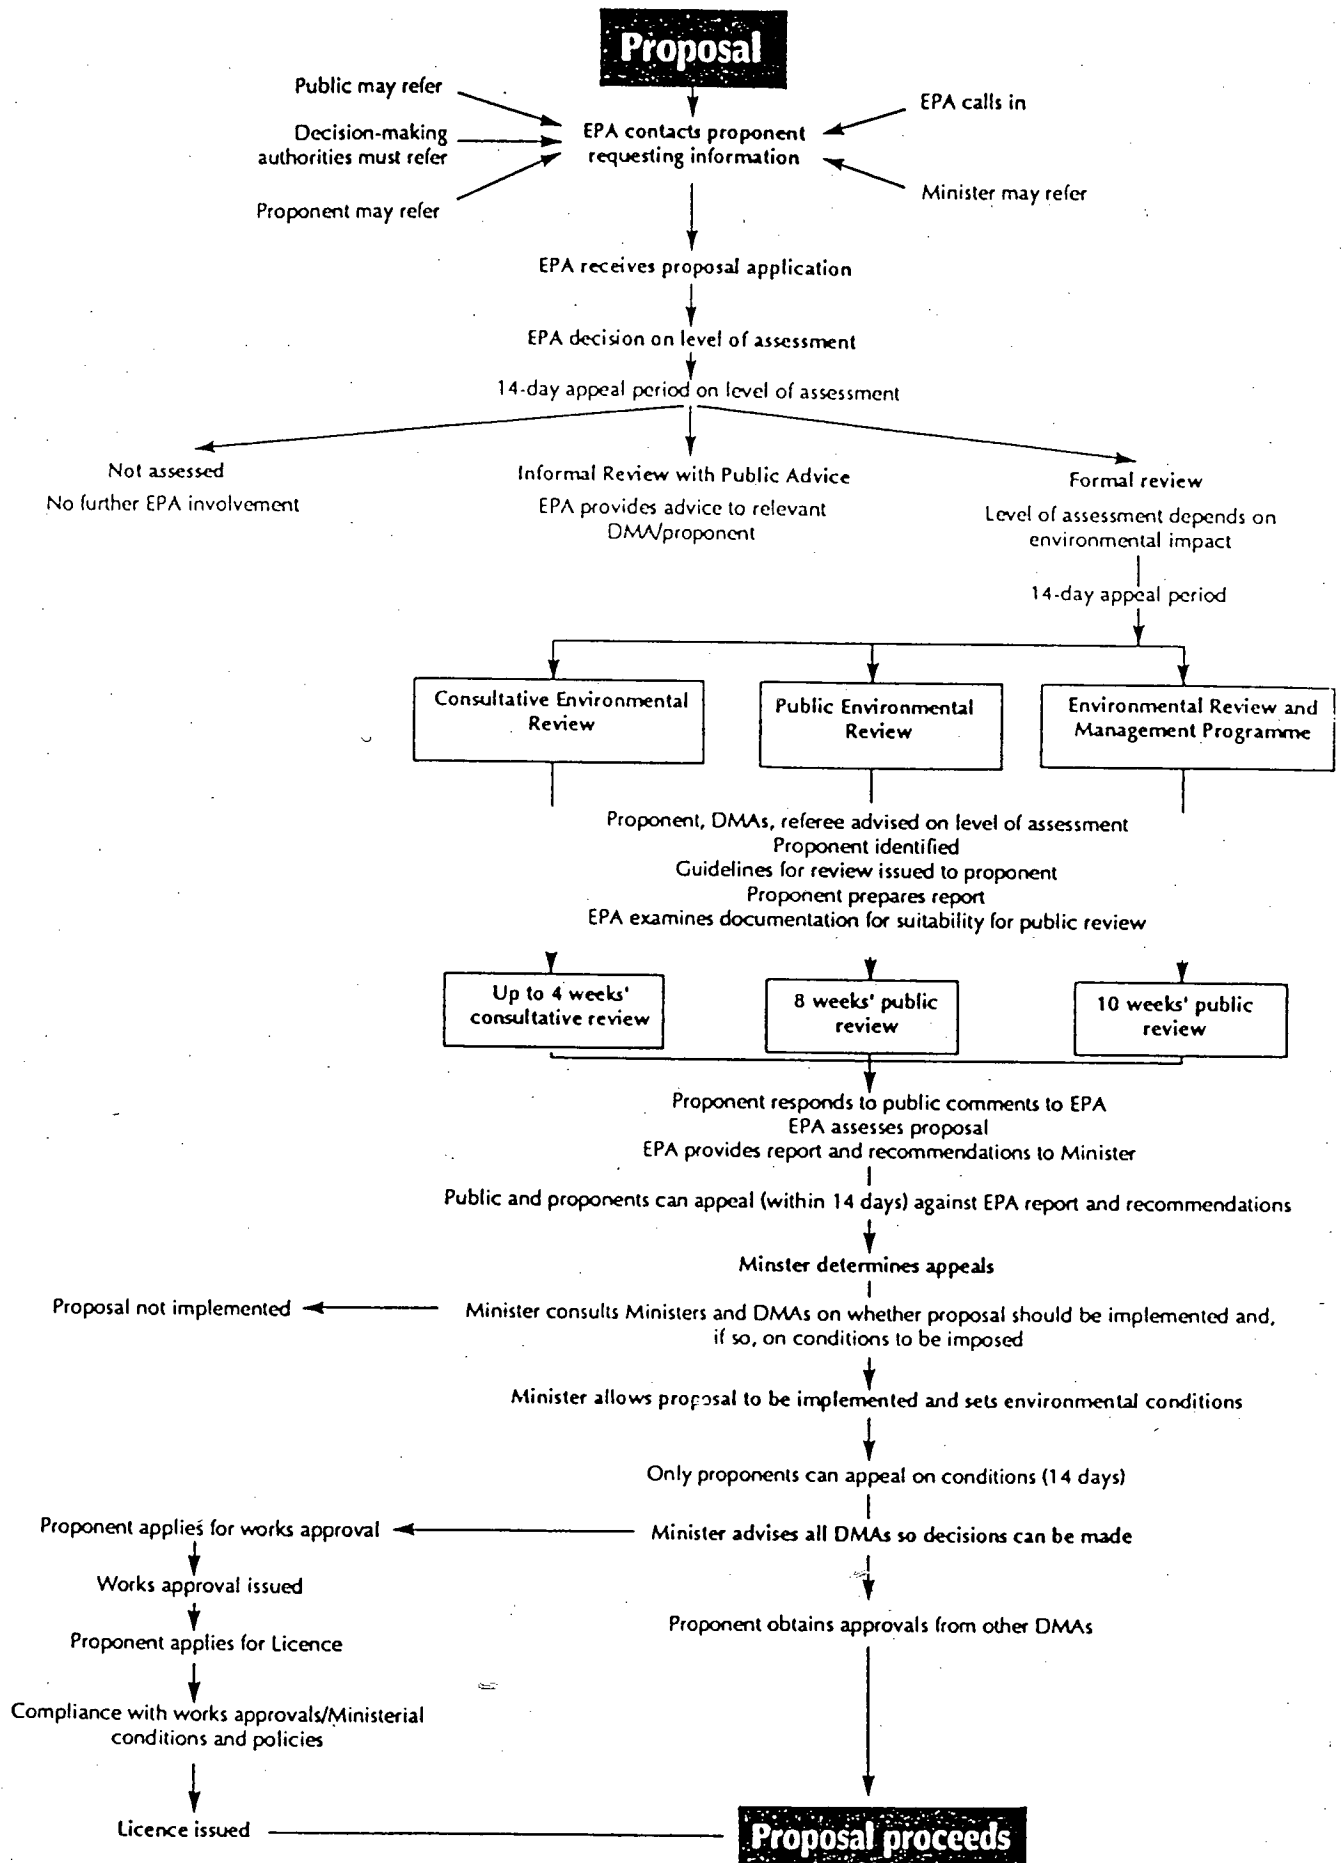 Proposal
Public may refer
EPA calls in
Decision-making
authorities must refer
EPA contacts proponent
requesting information
Proponent may refer
Minister may refer
EPA receives proposal application
EPA decision on level of assessment
14-day appeal period on level of assessment
Not assessed
No further EPA involvement
Informal Review with Public Advice
EPA provides advice to relevant
DMA/proponent
Formal review
Level of assessment depends on
environmental impact
14-day appeal period
Consultative Environmental
Review
Public Environmental
Review
Environmental Review and
Management Programme
Proponent, DMAs, referee advised on level of assessment
Proponent identified
Guidelines for review issued to proponent
Proponent prepares report
EPA examines documentation for suitability for public review
Up to 4 weeks'
consultative review
8 weeks' public
review
10 weeks' public
review
Proponent responds to public comments to EPA
EPA assesses proposal
EPA provides report and recommendations to Minister
Public and proponents can appeal (within 14 days) against EPA report and recommendations
Minster determines appeals
Proposal not implemented
Minister consults Ministers and DMAs on whether proposal should be implemented and,
if so, on conditions to be imposed
Minister allows proposal to be implemented and sets environmental conditions
Only proponents can appeal on conditions (14 days)
Proponent applies for works approval
Minister advises all DMAs so decisions can be made
Works approval issued
Proponent applies for Licence
Proponent obtains approvals from other DMAs
Compliance with works approvals/Ministerial
conditions and policies
Licence issued
Proposal proceeds